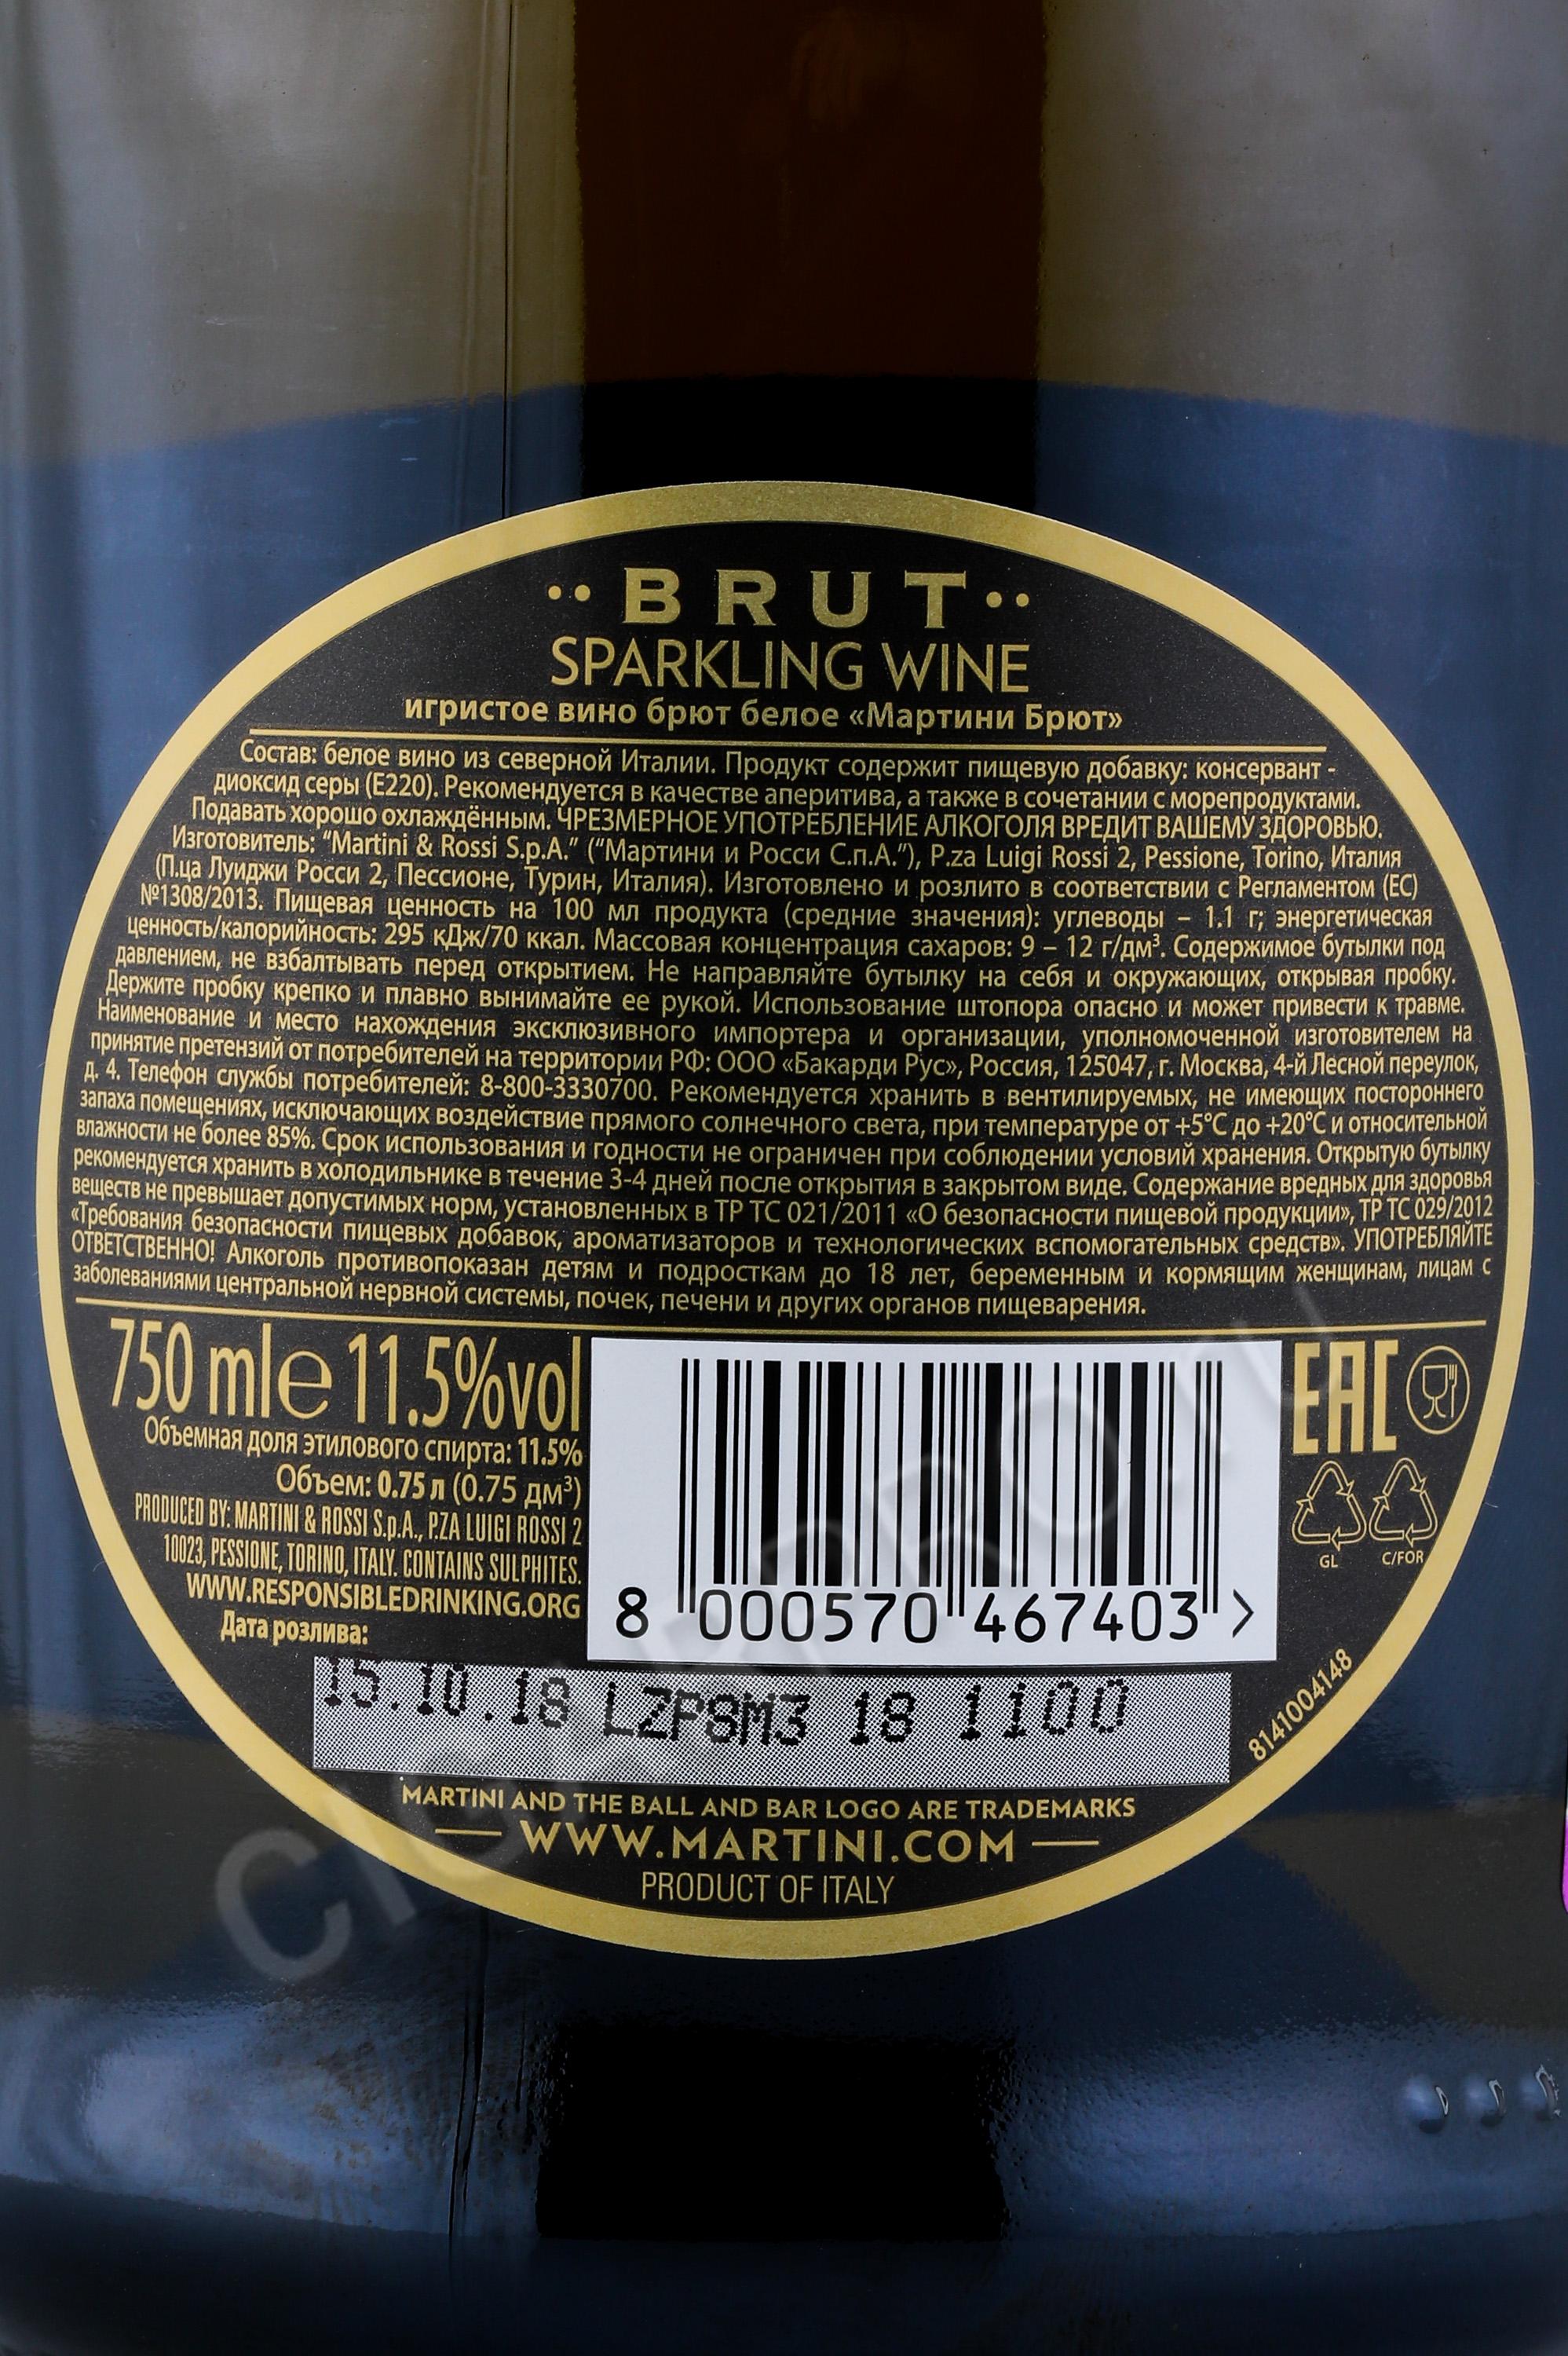 BRUT
SPARKLING WINE
игристое вино брют белое «Мартини Брют»
Состав: белое вино из северной Италии. Продукт содержит пищевую добавку: консервант -
диоксид серы (Е220). Рекомендуется в качестве аперитива, а также в сочетании с морепродуктами.
Подавать хорошо охлаждённым. ЧРЕЗМЕРНОЕ УПОТРЕБЛЕНИЕ АЛКОГОЛЯ ВРЕДИТ ВАШЕМУ ЗДОРОВЬЮ.
Изготовитель: “Martini & Rossi S.p.A.” (“Мартини и Росси С.п.А.”), P.za Luigi Rossi 2, Pessione, Torino, Италия
(П.ца Луиджи Росси 2, Пессионе, Турин, Италия). Изготовлено и розлито в соответствии с Регламентом (ЕС)
№1308/2013. Пищевая ценность на 100 мл продукта (средние значения): углеводы – 1.1 г; энергетическая
ценность/калорийность: 295 кДж/70 ккал. Массовая концентрация сахаров: 9 – 12 г/дм³. Содержимое бутылки под
давлением, не взбалтывать перед открытием. Не направляйте бутылку на себя и окружающих, открывая пробку.
Держите пробку крепко и плавно вынимайте ее рукой. Использование штопора опасно и может привести к травме.
Наименование и место нахождения эксклюзивного импортера и организации, уполномоченной изготовителем на
принятие претензий от потребителей на территории РФ: ООО «Бакарди Рус», Россия, 125047, г. Москва, 4-й Лесной переулок,
д. 4. Телефон службы потребителей: 8-800-3330700. Рекомендуется хранить в вентилируемых, не имеющих постороннего
запаха помещениях, исключающих воздействие прямого солнечного света, при температуре от +5°C до +20°C и относительной
влажности не более 85%. Срок использования и годности не ограничен при соблюдении условий хранения. Открытую бутылку
рекомендуется хранить в холодильнике в течение 3-4 дней после открытия в закрытом виде. Содержание вредных для здоровья
веществ не превышает допустимых норм, установленных в ТР ТС 021/2011 «О безопасности пищевой продукции», ТР ТС 029/2012
«Требования безопасности пищевых добавок, ароматизаторов и технологических вспомогательных средств». УПОТРЕБЛЯЙТЕ
ОТВЕТСТВЕННО! Алкоголь противопоказан детям и подросткам до 18 лет, беременным и кормящим женщинам, лицам с
заболеваниями центральной нервной системы, почек, печени и других органов пищеварения.
750 ml℮ 11.5%vol
Объемная доля этилового спирта: 11.5%
Объем: 0.75 л (0.75 дм³)
PRODUCED BY: MARTINI & ROSSI S.p.A., P.ZA LUIGI ROSSI 2
10023, PESSIONE, TORINO, ITALY. CONTAINS SULPHITES.
WWW.RESPONSIBLEDRINKING.ORG
Дата розлива:
8 000570 467403 >
EAC
GL C/FOR
15.10.18 LZP8M3 18 1100
8141004148
MARTINI AND THE BALL AND BAR LOGO ARE TRADEMARKS
WWW.MARTINI.COM
PRODUCT OF ITALY